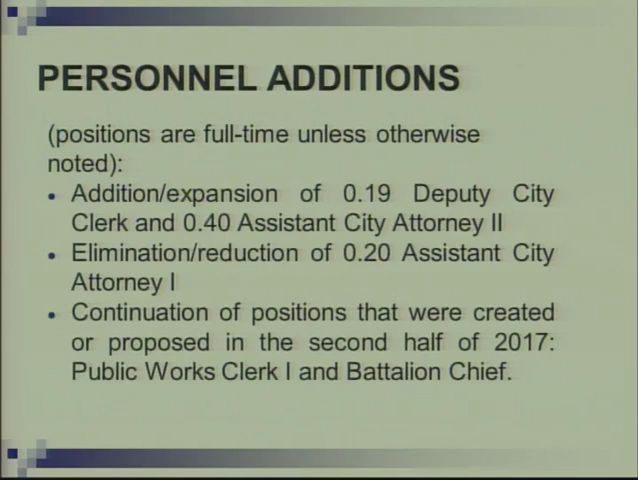 PERSONNEL ADDITIONS
(positions are full-time unless otherwise
noted):
• Addition/expansion of 0.19 Deputy City
Clerk and 0.40 Assistant City Attorney II
• Elimination/reduction of 0.20 Assistant City
Attorney I
• Continuation of positions that were created
or proposed in the second half of 2017:
Public Works Clerk I and Battalion Chief.